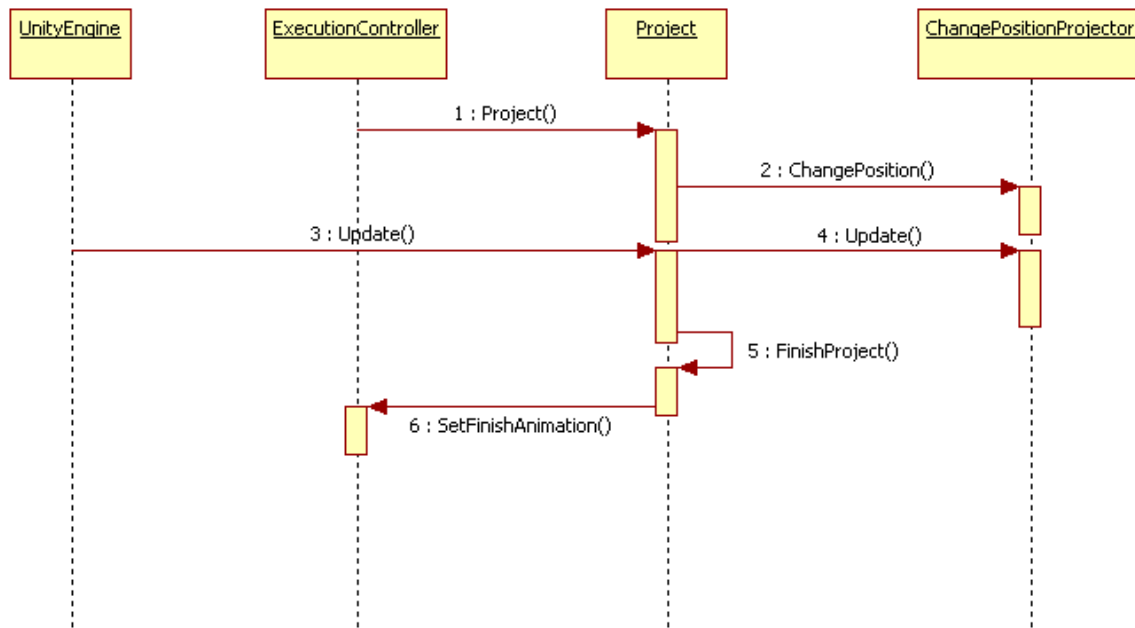 UnityEngine
ExecutionController
Project
ChangePositionProjector
1 : Project()
2 : ChangePosition()
3 : Update()
4 : Update()
5 : FinishProject()
6 : SetFinishAnimation()